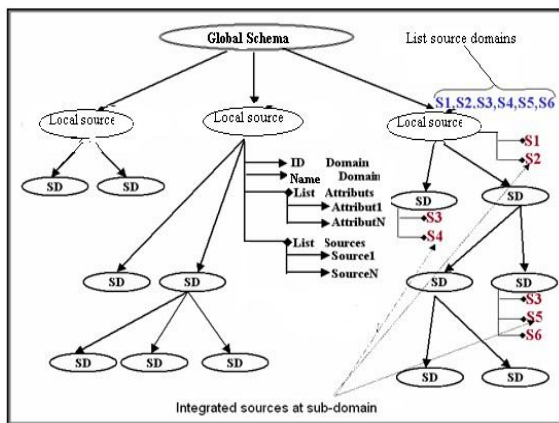 Global Schema
List source domains
S1,S2.S3,S4,S5,S6
Local source
Local source
Local source
S1
S2
ID Domain
Name Domain
List Attributs
Attribut1
AttributN
List Sources
Source1
SourceN
SD
SD
SD
SD
S3
S4
SD
SD
SD
SD
S3
S5
S6
SD
SD
SD
SD
SD
Integrated sources at sub-domain